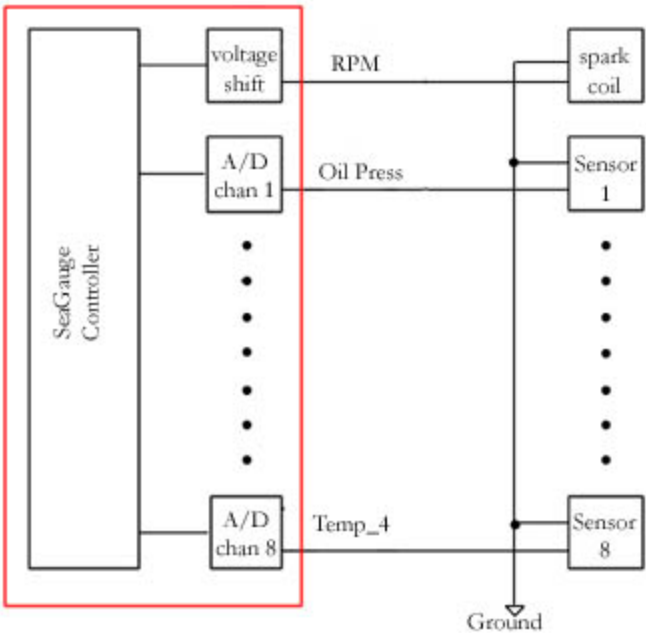 voltage
shift
RPM
spark
coil
A/D
chan 1
Oil Press
Sensor
1
SeaGauge
Controller
A/D
chan 8
Temp_4
Sensor
8
Ground